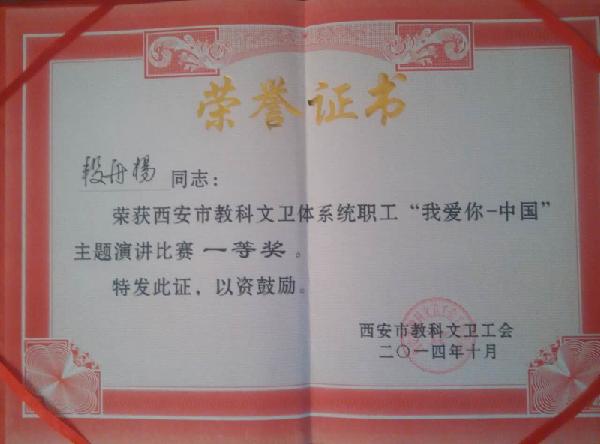 荣誉证书
段丹杨 同志：
荣获西安市教科文卫体系统职工“我爱你-中国”
主题演讲比赛 一等奖 。
特发此证，以资鼓励。
西安市教科文卫工会
二〇一四年十月